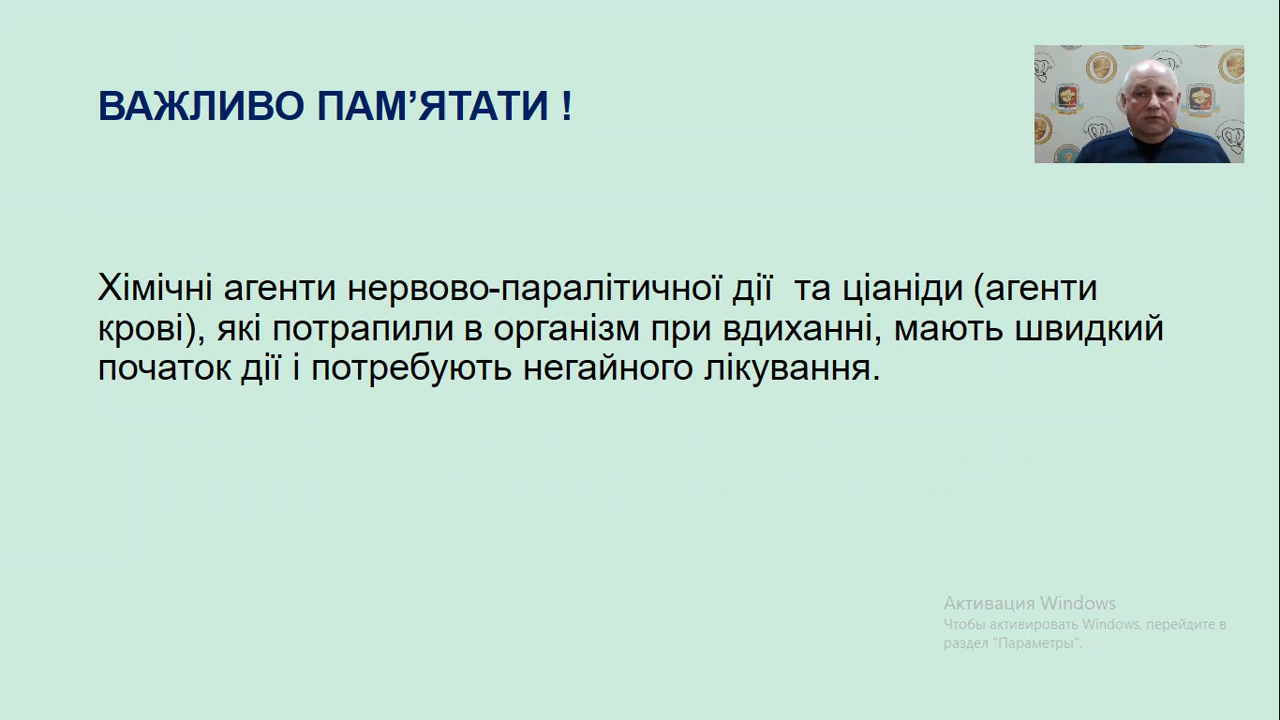 ВАЖЛИВО ПАМ’ЯТАТИ !
Хімічні агенти нервово-паралітичної дії та ціаніди (агенти
крові), які потрапили в організм при вдиханні, мають швидкий
початок дії і потребують негайного лікування.
Активация Windows
Чтобы активировать Windows, перейдите в
раздел "Параметры".